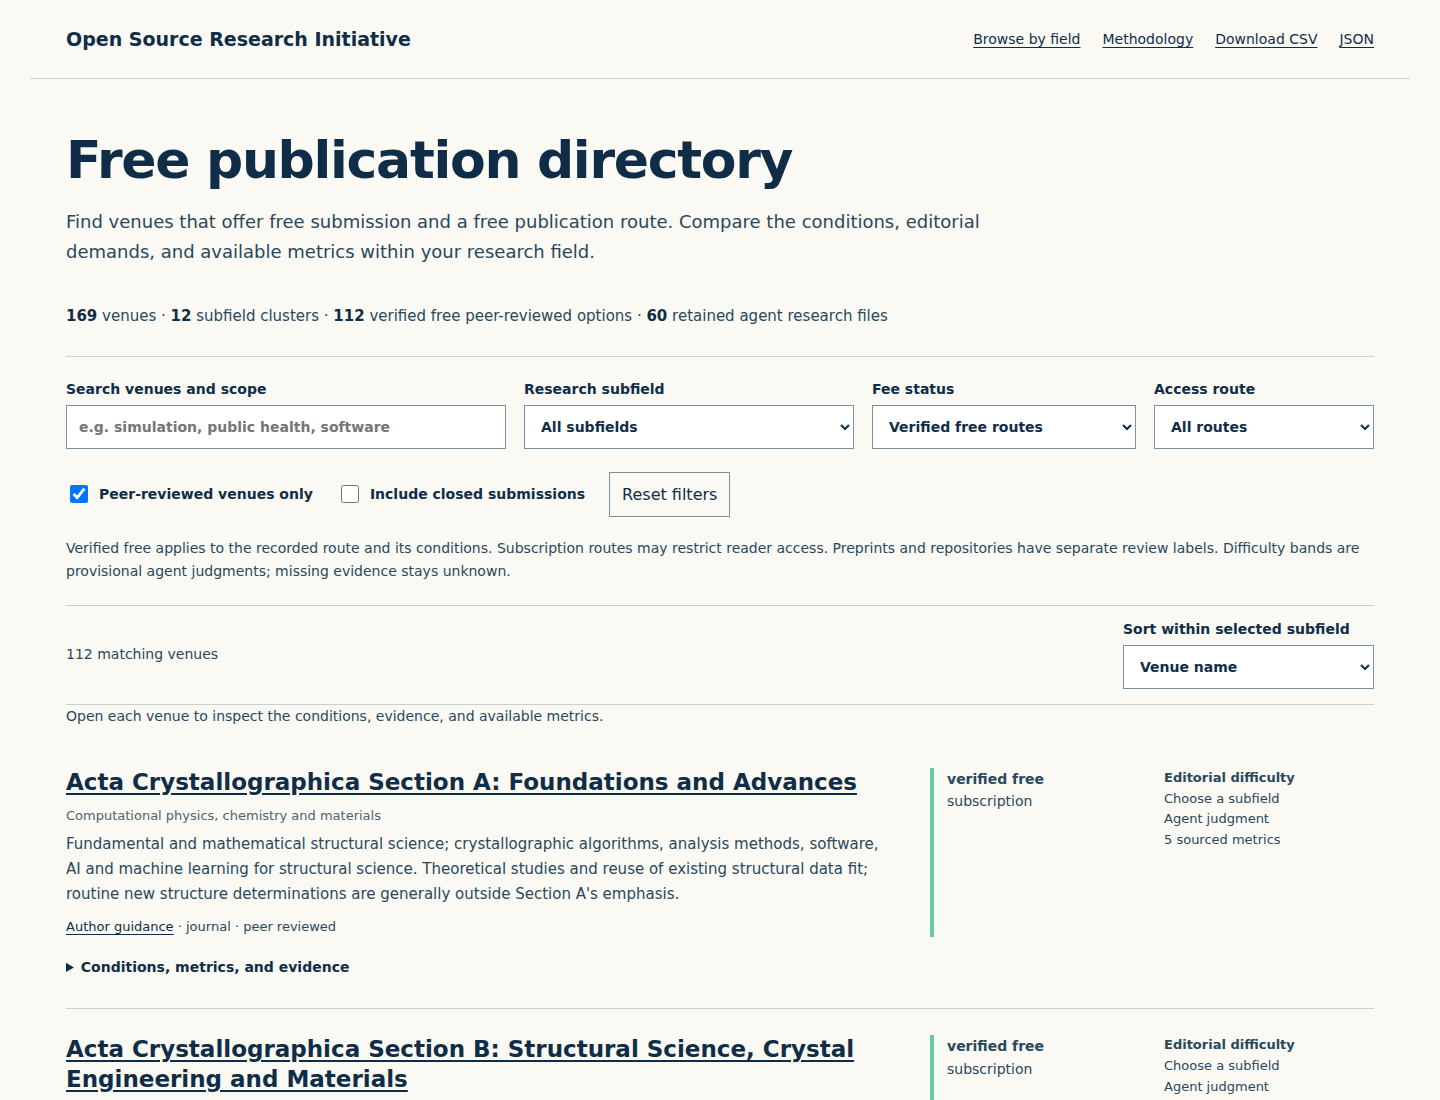 Open Source Research Initiative
Browse by field
Methodology
Download CSV
JSON
Free publication directory
Find venues that offer free submission and a free publication route. Compare the conditions, editorial
demands, and available metrics within your research field.
169 venues · 12 subfield clusters · 112 verified free peer-reviewed options · 60 retained agent research files
Search venues and scope
Research subfield
Fee status
Access route
e.g. simulation, public health, software
All subfields
Verified free routes
All routes
Peer-reviewed venues only
Include closed submissions
Reset filters
Verified free applies to the recorded route and its conditions. Subscription routes may restrict reader access. Preprints and repositories have separate review labels. Difficulty bands are
provisional agent judgments; missing evidence stays unknown.
112 matching venues
Sort within selected subfield
Venue name
Open each venue to inspect the conditions, evidence, and available metrics.
Acta Crystallographica Section A: Foundations and Advances
Computational physics, chemistry and materials
Fundamental and mathematical structural science; crystallographic algorithms, analysis methods, software,
AI and machine learning for structural science. Theoretical studies and reuse of existing structural data fit;
routine new structure determinations are generally outside Section A's emphasis.
Author guidance · journal · peer reviewed
Conditions, metrics, and evidence
verified free
subscription
Editorial difficulty
Choose a subfield
Agent judgment
5 sourced metrics
Acta Crystallographica Section B: Structural Science, Crystal
Engineering and Materials
verified free
subscription
Editorial difficulty
Choose a subfield
Agent judgment